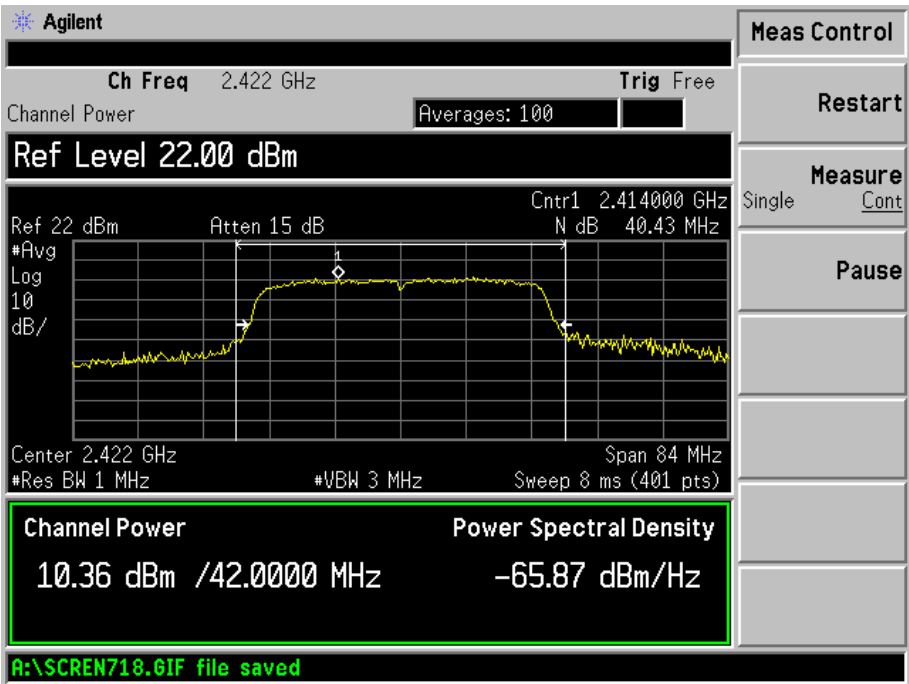 Agilent
Meas Control
Ch Freq 2.422 GHz Trig Free
Channel Power Averages: 100
Restart
Ref Level 22.00 dBm
Measure
Single Cont
Cntr1 2.414000 GHz
Ref 22 dBm Atten 15 dB N dB 40.43 MHz
#Avg
Log
10
dB/
1
Pause
Center 2.422 GHz Span 84 MHz
#Res BW 1 MHz #VBW 3 MHz Sweep 8 ms (401 pts)
Channel Power Power Spectral Density
10.36 dBm /42.0000 MHz -65.87 dBm/Hz
A:\SCREN718.GIF file saved